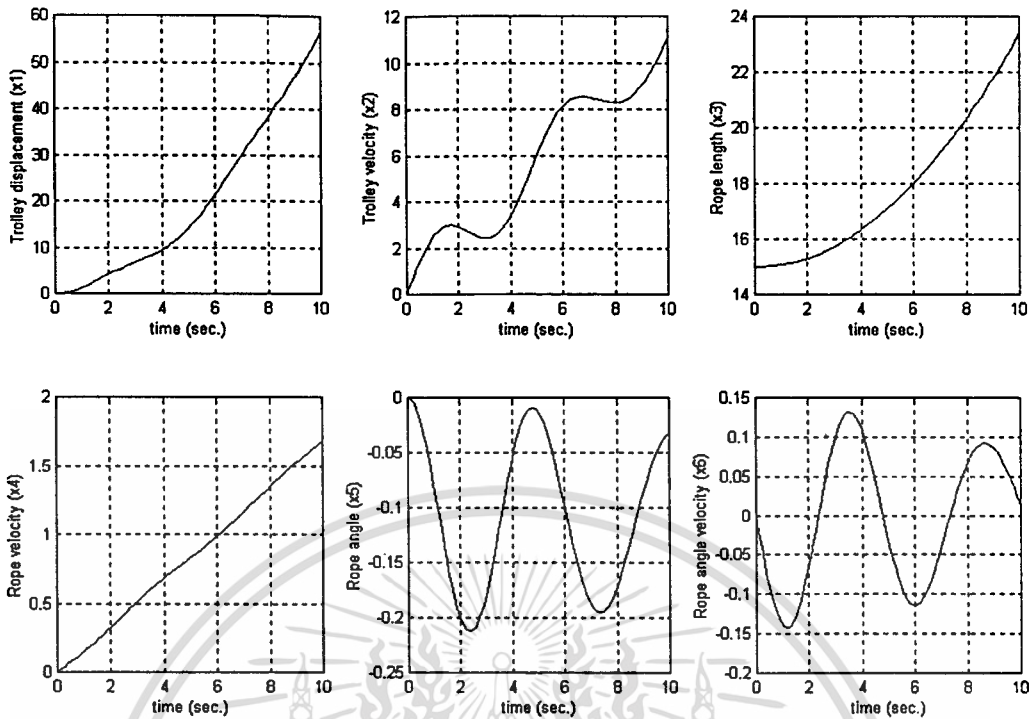 Trolley displacement (x1)
60
50
40
30
20
10
0
0 2 4 6 8 10
time (sec.)
Trolley velocity (x2)
12
10
8
6
4
2
0
0 2 4 6 8 10
time (sec.)
Rope length (x3)
24
22
20
18
16
14
0 2 4 6 8 10
time (sec.)
Rope velocity (x4)
2
1.5
1
0.5
0
0 2 4 6 8 10
time (sec.)
Rope angle (x5)
0
-0.05
-0.1
-0.15
-0.2
-0.25
0 2 4 6 8 10
time (sec.)
Rope angle velocity (x6)
0.15
0.1
0.05
0
-0.05
-0.1
-0.15
-0.2
0 2 4 6 8 10
time (sec.)